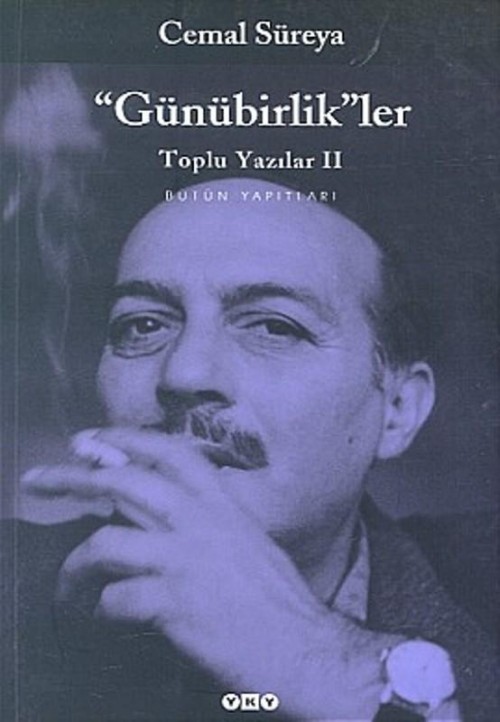 Cemal Süreya
"Günübirlik"ler
Toplu Yazılar II
BÜTÜN YAPITLARI
YKY